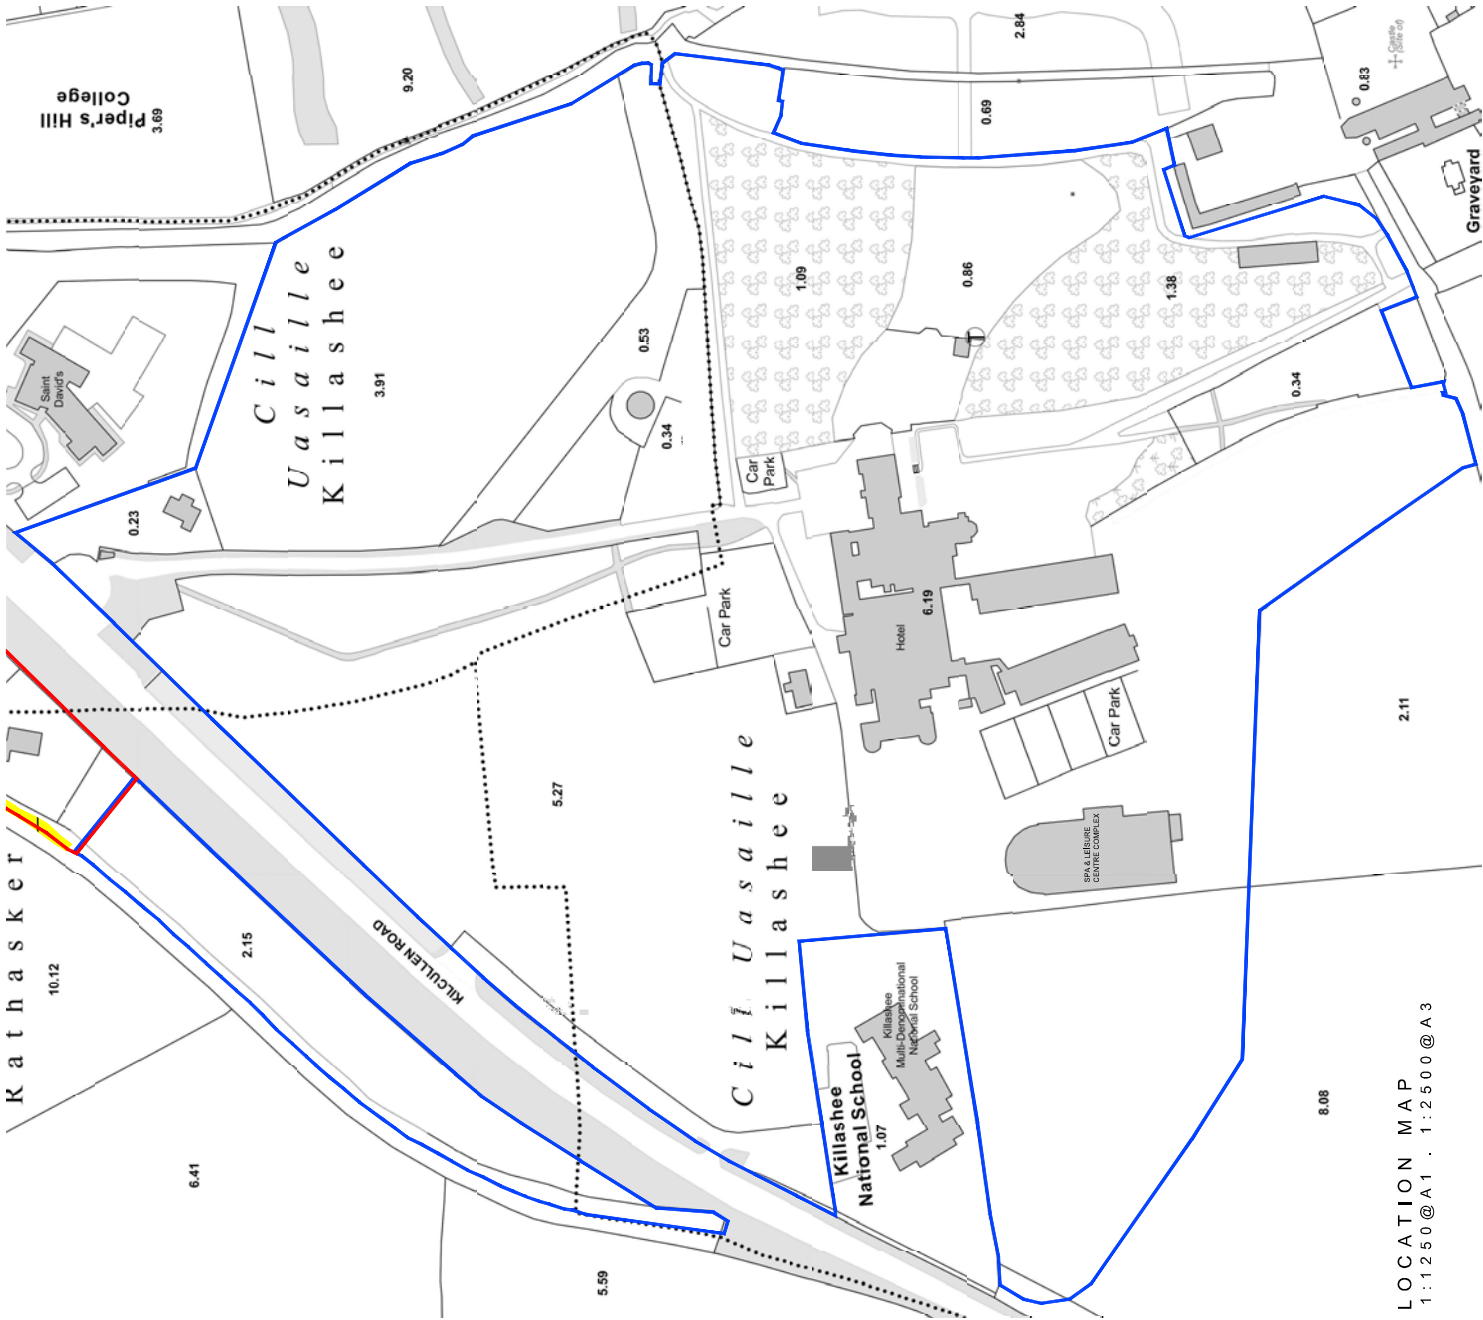 Piper's Hill
College
3.69
9.20
2.84
Castle
(Site of)
0.83
0.69
Graveyard
Saint
David's
Cill
Uasaille
Killashee
3.91
0.53
0.34
1.09
0.86
1.38
0.34
T
Car
Park
0.23
Car Park
Hotel
6.19
Car Park
2.11
5.27
Cill Uasaille
Killashee
SPA & LEISURE
CENTRE COMPLEX
Rathasker
10.12
2.15
KILCULLEN ROAD
Killashee
Multi-Denominational
National School
Killashee
National School
1.07
6.41
5.59
8.08
LOCATION MAP
1:1250@A1 . 1:2500@A3